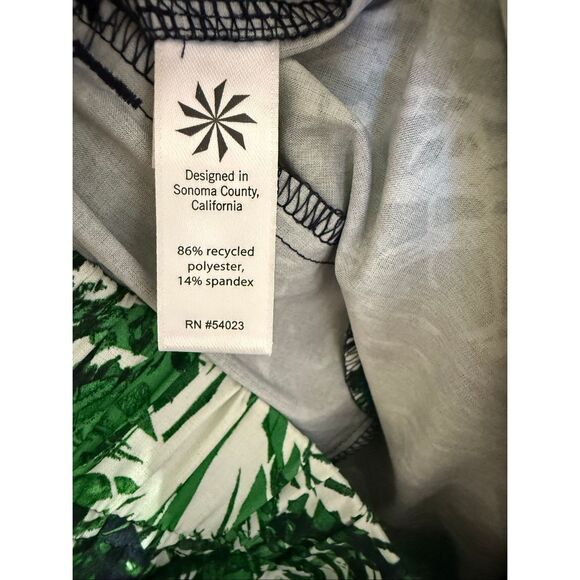 Designed in
Sonoma County,
California
86% recycled
polyester,
14% spandex
RN #54023